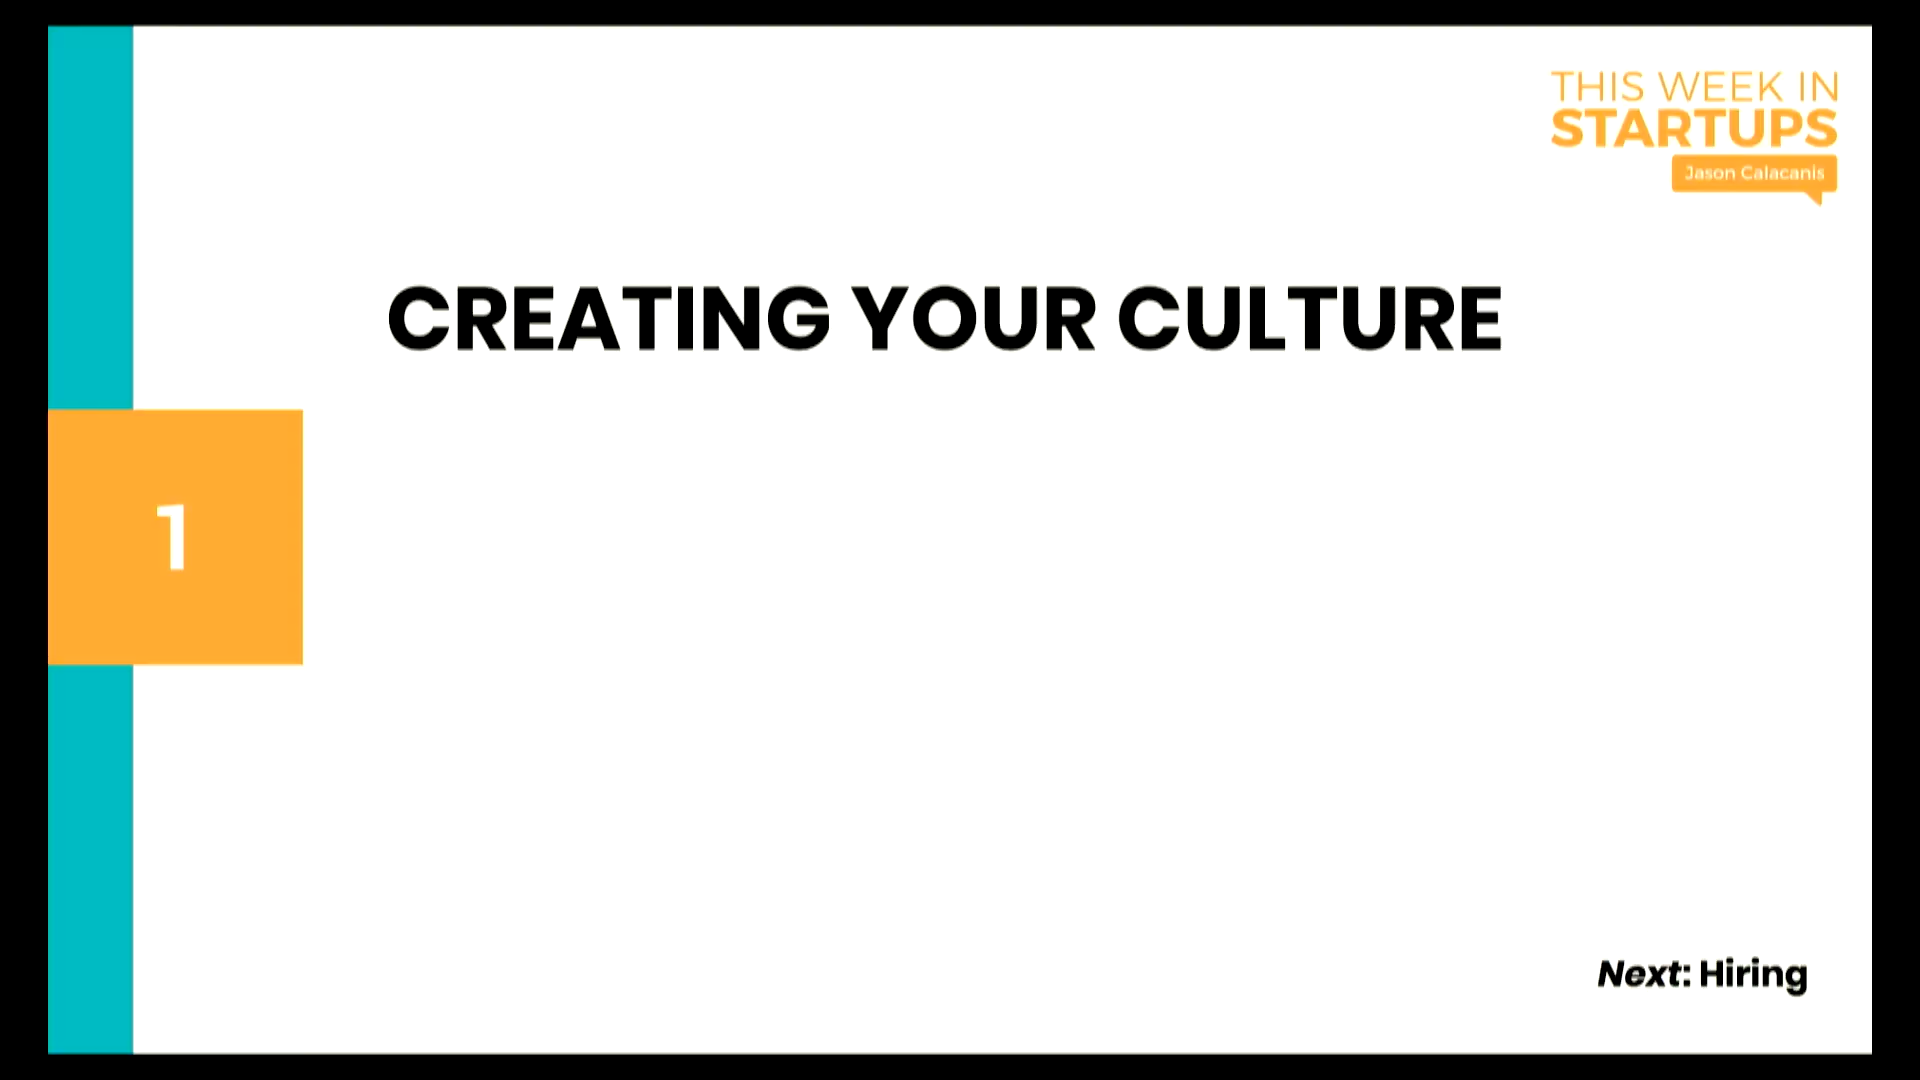 THIS WEEK IN
STARTUPS
Jason Calacanis
CREATING YOUR CULTURE
1
Next: Hiring